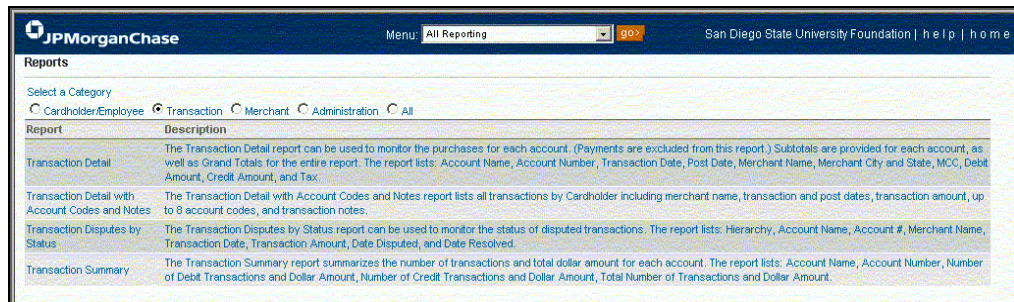 JPMorganChase
Menu: All Reporting go>
San Diego State University Foundation | help | home
Reports
Select a Category
Cardholder/Employee Transaction Merchant Administration All
Report Description
Transaction Detail
The Transaction Detail report can be used to monitor the purchases for each account. (Payments are excluded from this report.) Subtotals are provided for each account, as
well as Grand Totals for the entire report. The report lists: Account Name, Account Number, Transaction Date, Post Date, Merchant Name, Merchant City and State, MCC, Debit
Amount, Credit Amount, and Tax.
Transaction Detail with
Account Codes and Notes
The Transaction Detail with Account Codes and Notes report lists all transactions by Cardholder including merchant name, transaction and post dates, transaction amount, up
to 8 account codes, and transaction notes.
Transaction Disputes by
Status
The Transaction Disputes by Status report can be used to monitor the status of disputed transactions. The report lists: Hierarchy, Account Name, Account #, Merchant Name,
Transaction Date, Transaction Amount, Date Disputed, and Date Resolved.
Transaction Summary
The Transaction Summary report summarizes the number of transactions and total dollar amount for each account. The report lists: Account Name, Account Number, Number
of Debit Transactions and Dollar Amount, Number of Credit Transactions and Dollar Amount, Total Number of Transactions and Dollar Amount.